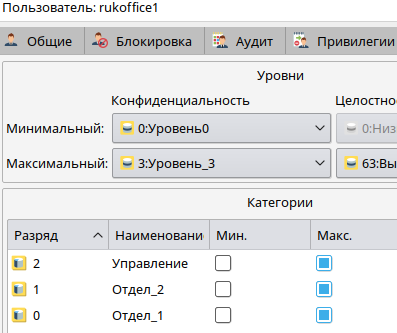 Пользователь: rukoffice1
Общие Блокировка Аудит Привилегии
Уровни
Конфиденциальность Целостнос
Минимальный: 0:Уровень0 0:Низ
Максимальный: 3:Уровень_3 63:Вы
Категории
Разряд Наименовани Мин. Макс.
2 Управление
1 Отдел_2
0 Отдел_1